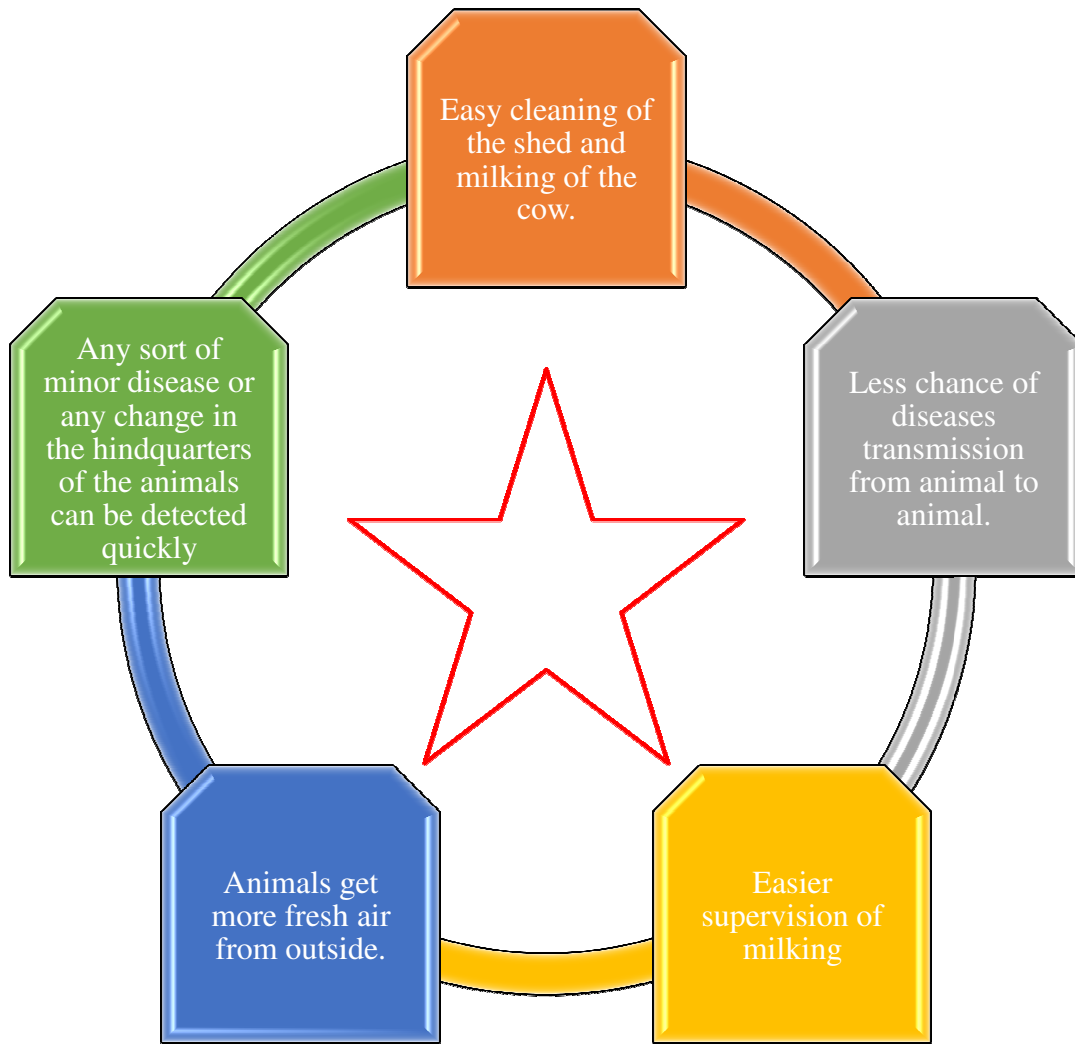 Easy cleaning of
the shed and
milking of the
cow.
Less chance of
diseases
transmission
from animal to
animal.
Easier
supervision of
milking
Animals get
more fresh air
from outside.
Any sort of
minor disease or
any change in
the hindquarters
of the animals
can be detected
quickly